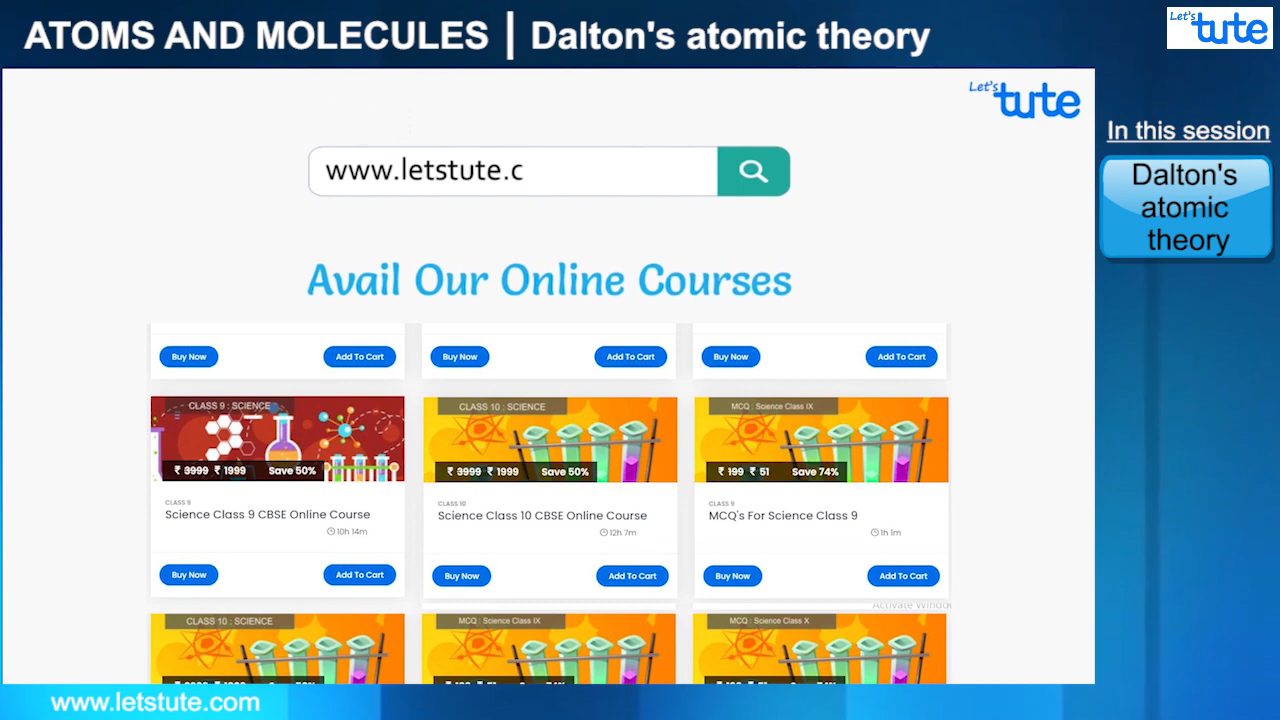 ATOMS AND MOLECULES | Dalton's atomic theory
Let's tute
Let's tute
www.letstute.c
In this session
Dalton's
atomic
theory
Avail Our Online Courses
Buy Now Add To Cart Buy Now Add To Cart Buy Now Add To Cart
CLASS 9 : SCIENCE
₹ 3999 ₹ 1999 Save 50%
CLASS 9
Science Class 9 CBSE Online Course
10h 14m
Buy Now Add To Cart
CLASS 10 : SCIENCE
₹ 3999 ₹ 1999 Save 50%
CLASS 10
Science Class 10 CBSE Online Course
12h 7m
Buy Now Add To Cart
MCQ : Science Class IX
₹ 199 ₹ 51 Save 74%
CLASS 9
MCQ's For Science Class 9
1h 1m
Buy Now Add To Cart
Activate Window
CLASS 10 : SCIENCE
MCQ : Science Class IX
MCQ : Science Class X
www.letstute.com